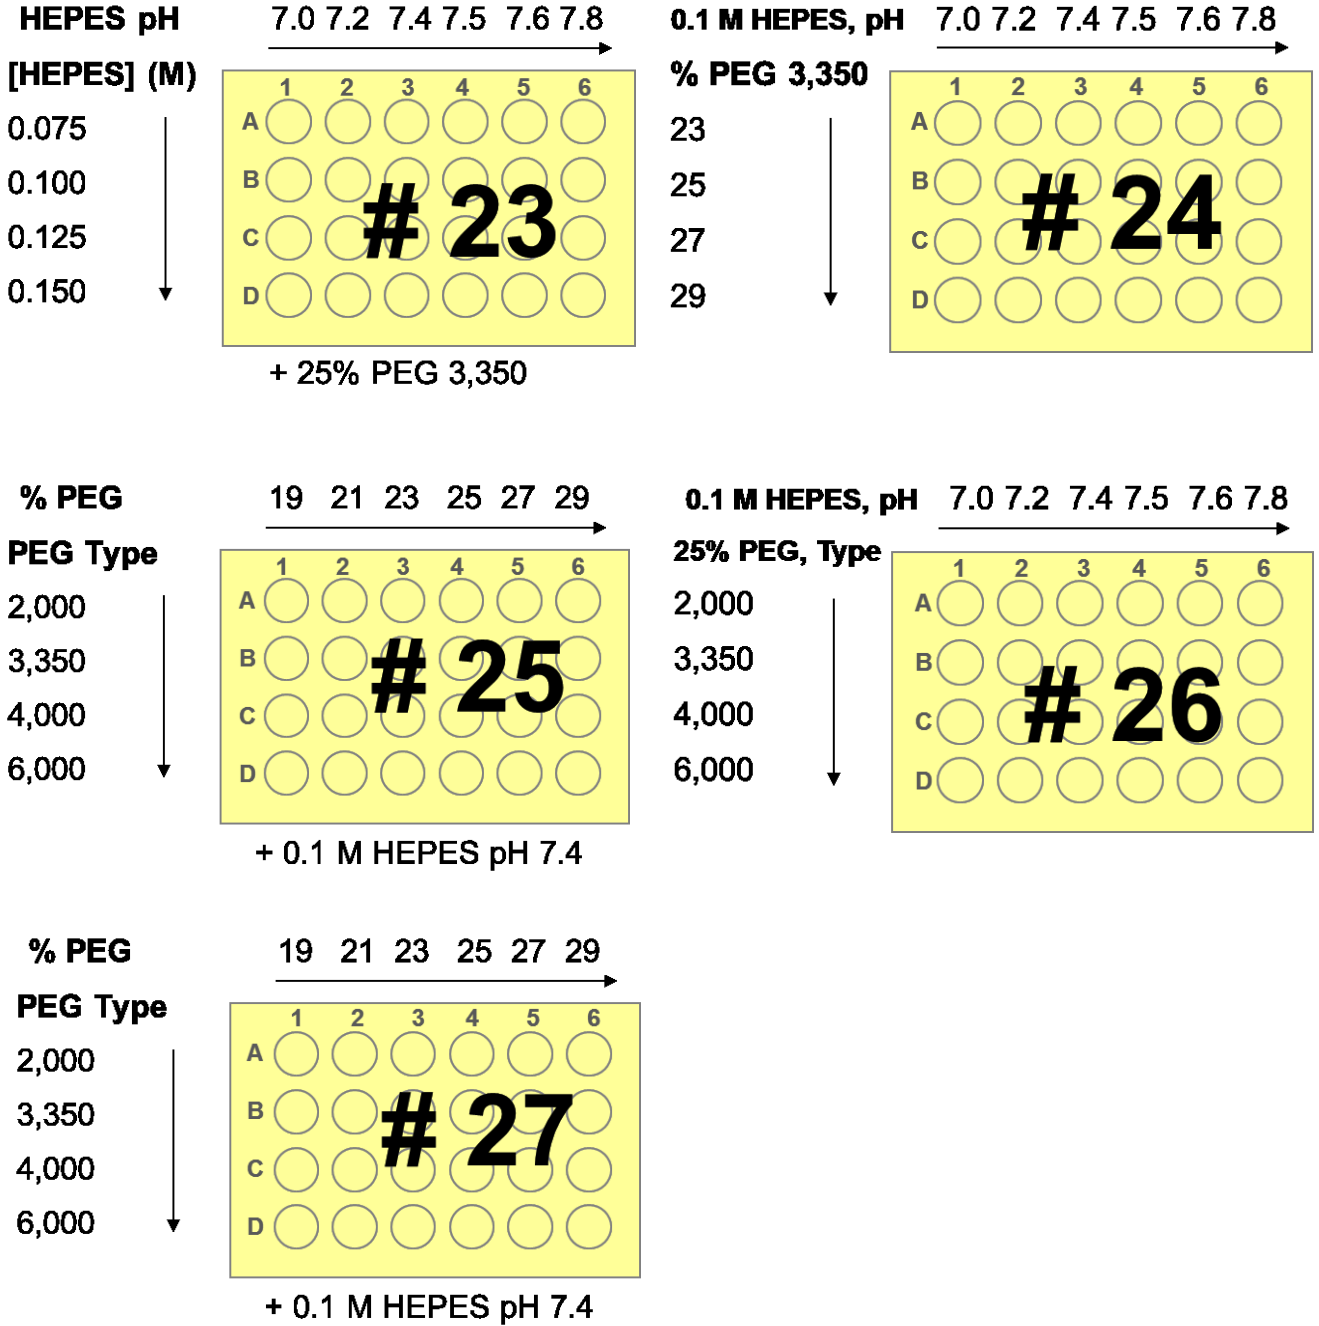 HEPES pH 7.0 7.2 7.4 7.5 7.6 7.8
[HEPES] (M)
1 2 3 4 5 6
A
B
C
D
0.075
0.100
0.125
0.150
# 23
+ 25% PEG 3,350
0.1 M HEPES, pH 7.0 7.2 7.4 7.5 7.6 7.8
% PEG 3,350
1 2 3 4 5 6
A
B
C
D
23
25
27
29
# 24
% PEG 19 21 23 25 27 29
PEG Type
1 2 3 4 5 6
A
B
C
D
2,000
3,350
4,000
6,000
# 25
+ 0.1 M HEPES pH 7.4
0.1 M HEPES, pH 7.0 7.2 7.4 7.5 7.6 7.8
25% PEG, Type
1 2 3 4 5 6
A
B
C
D
2,000
3,350
4,000
6,000
# 26
% PEG 19 21 23 25 27 29
PEG Type
1 2 3 4 5 6
A
B
C
D
2,000
3,350
4,000
6,000
# 27
+ 0.1 M HEPES pH 7.4